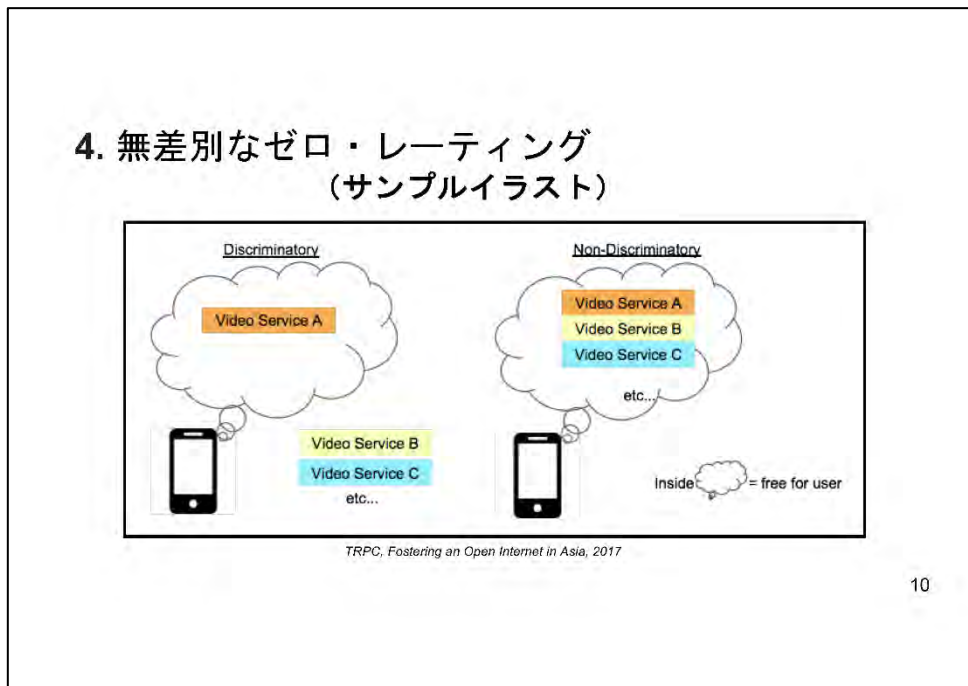 4. 無差別なゼロ・レーティング
（サンプルイラスト）
Discriminatory
Video Service A
Video Service B
Video Service C
etc...
Non-Discriminatory
Video Service A
Video Service B
Video Service C
etc...
Inside = free for user
TRPC, Fostering an Open Internet in Asia, 2017
10